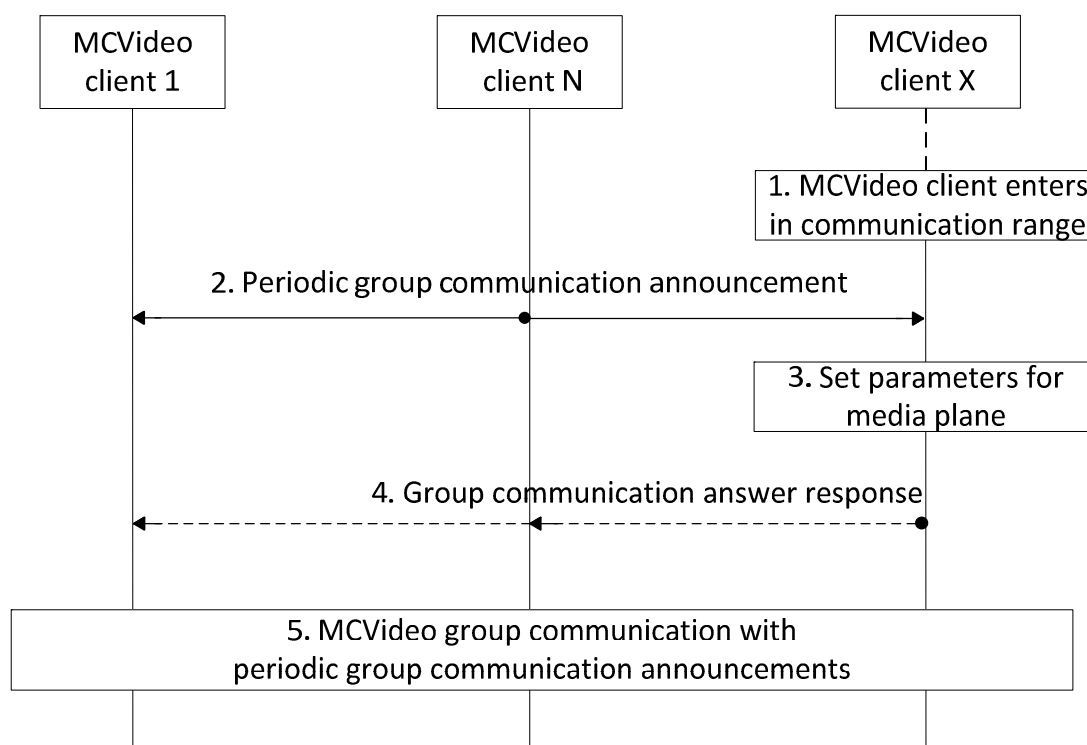 MCVideo
client 1
MCVideo
client N
MCVideo
client X
1. MCVideo client enters
in communication range
2. Periodic group communication announcement
3. Set parameters for
media plane
4. Group communication answer response
5. MCVideo group communication with
periodic group communication announcements